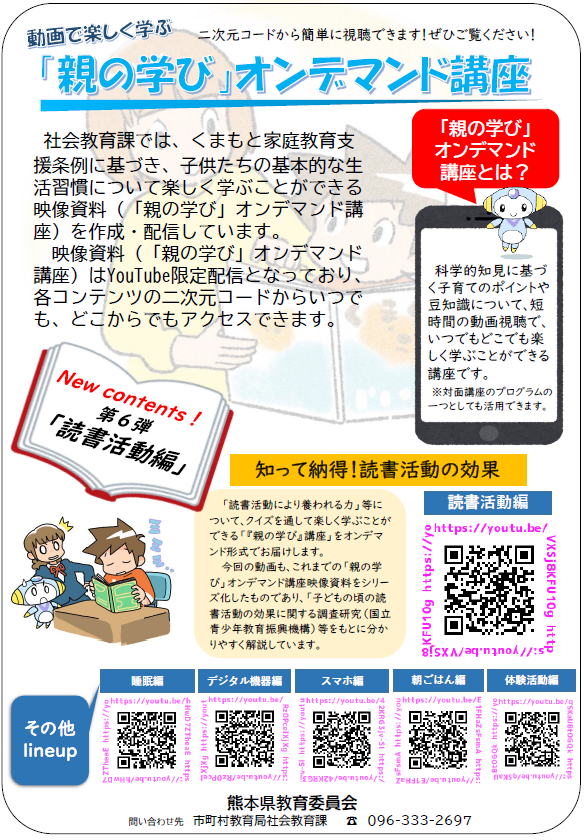 動画で楽しく学ぶ
二次元コードから簡単に視聴できます！ぜひご覧ください！
「親の学び」オンデマンド講座
社会教育課では、くまもと家庭教育支
援条例に基づき、子供たちの基本的な生
活習慣について楽しく学ぶことができる
映像資料（「親の学び」オンデマンド講
座）を作成・配信しています。
映像資料（「親の学び」オンデマンド
講座）はYouTube限定配信となっており、
各コンテンツの二次元コードからいつで
も、どこからでもアクセスできます。
「親の学び」
オンデマンド
講座とは？
科学的知見に基づ
く子育てのポイントや
豆知識について、短
時間の動画視聴で、
いつでもどこでも楽
しく学ぶことができる
講座です。
※対面講座のプログラムの
一つとしても活用できます。
New contents！
第６弾
「読書活動編」
知って納得！読書活動の効果
「読書活動により養われる力」等に
ついて、クイズを通して楽しく学ぶことが
できる「『親の学び』講座」をオンデマ
ンド形式でお届けします。
今回の動画も、これまでの「親の学
び」オンデマンド講座映像資料をシリー
ズ化したものであり、「子どもの頃の読
書活動の効果に関する調査研究（国立
青少年教育振興機構）等をもとに分か
りやすく解説しています。
読書活動編
https://youtu.be/
VXSj8KFU10g
その他
lineup
睡眠編
https://youtu.be/
デジタル機器編
https://youtu.be/
スマホ編
https://youtu.be/
朝ごはん編
https://youtu.be/
体験活動編
https://youtu.be/
熊本県教育委員会
問い合わせ先 市町村教育局社会教育課 ☎ 096-333-2697